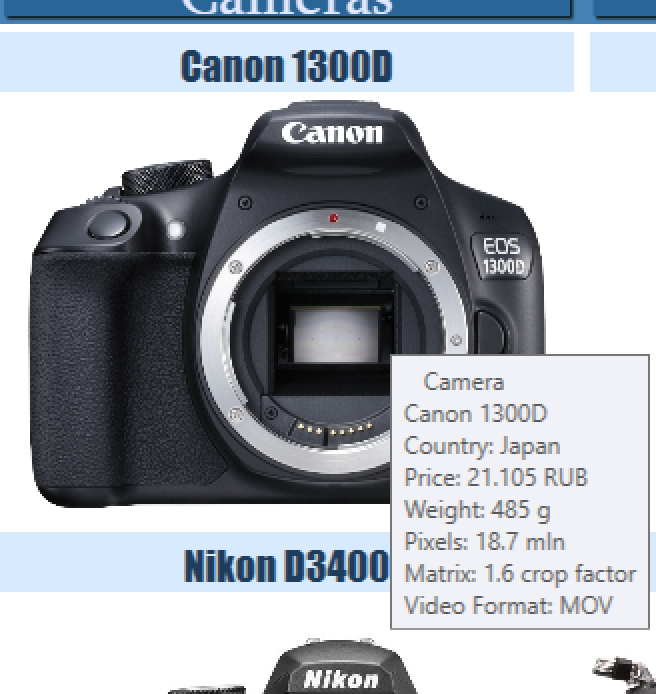 Cameras
Canon 1300D
Canon
EOS
1300D
Camera
Canon 1300D
Country: Japan
Price: 21.105 RUB
Weight: 485 g
Pixels: 18.7 mln
Matrix: 1.6 crop factor
Video Format: MOV
Nikon D3400
Nikon